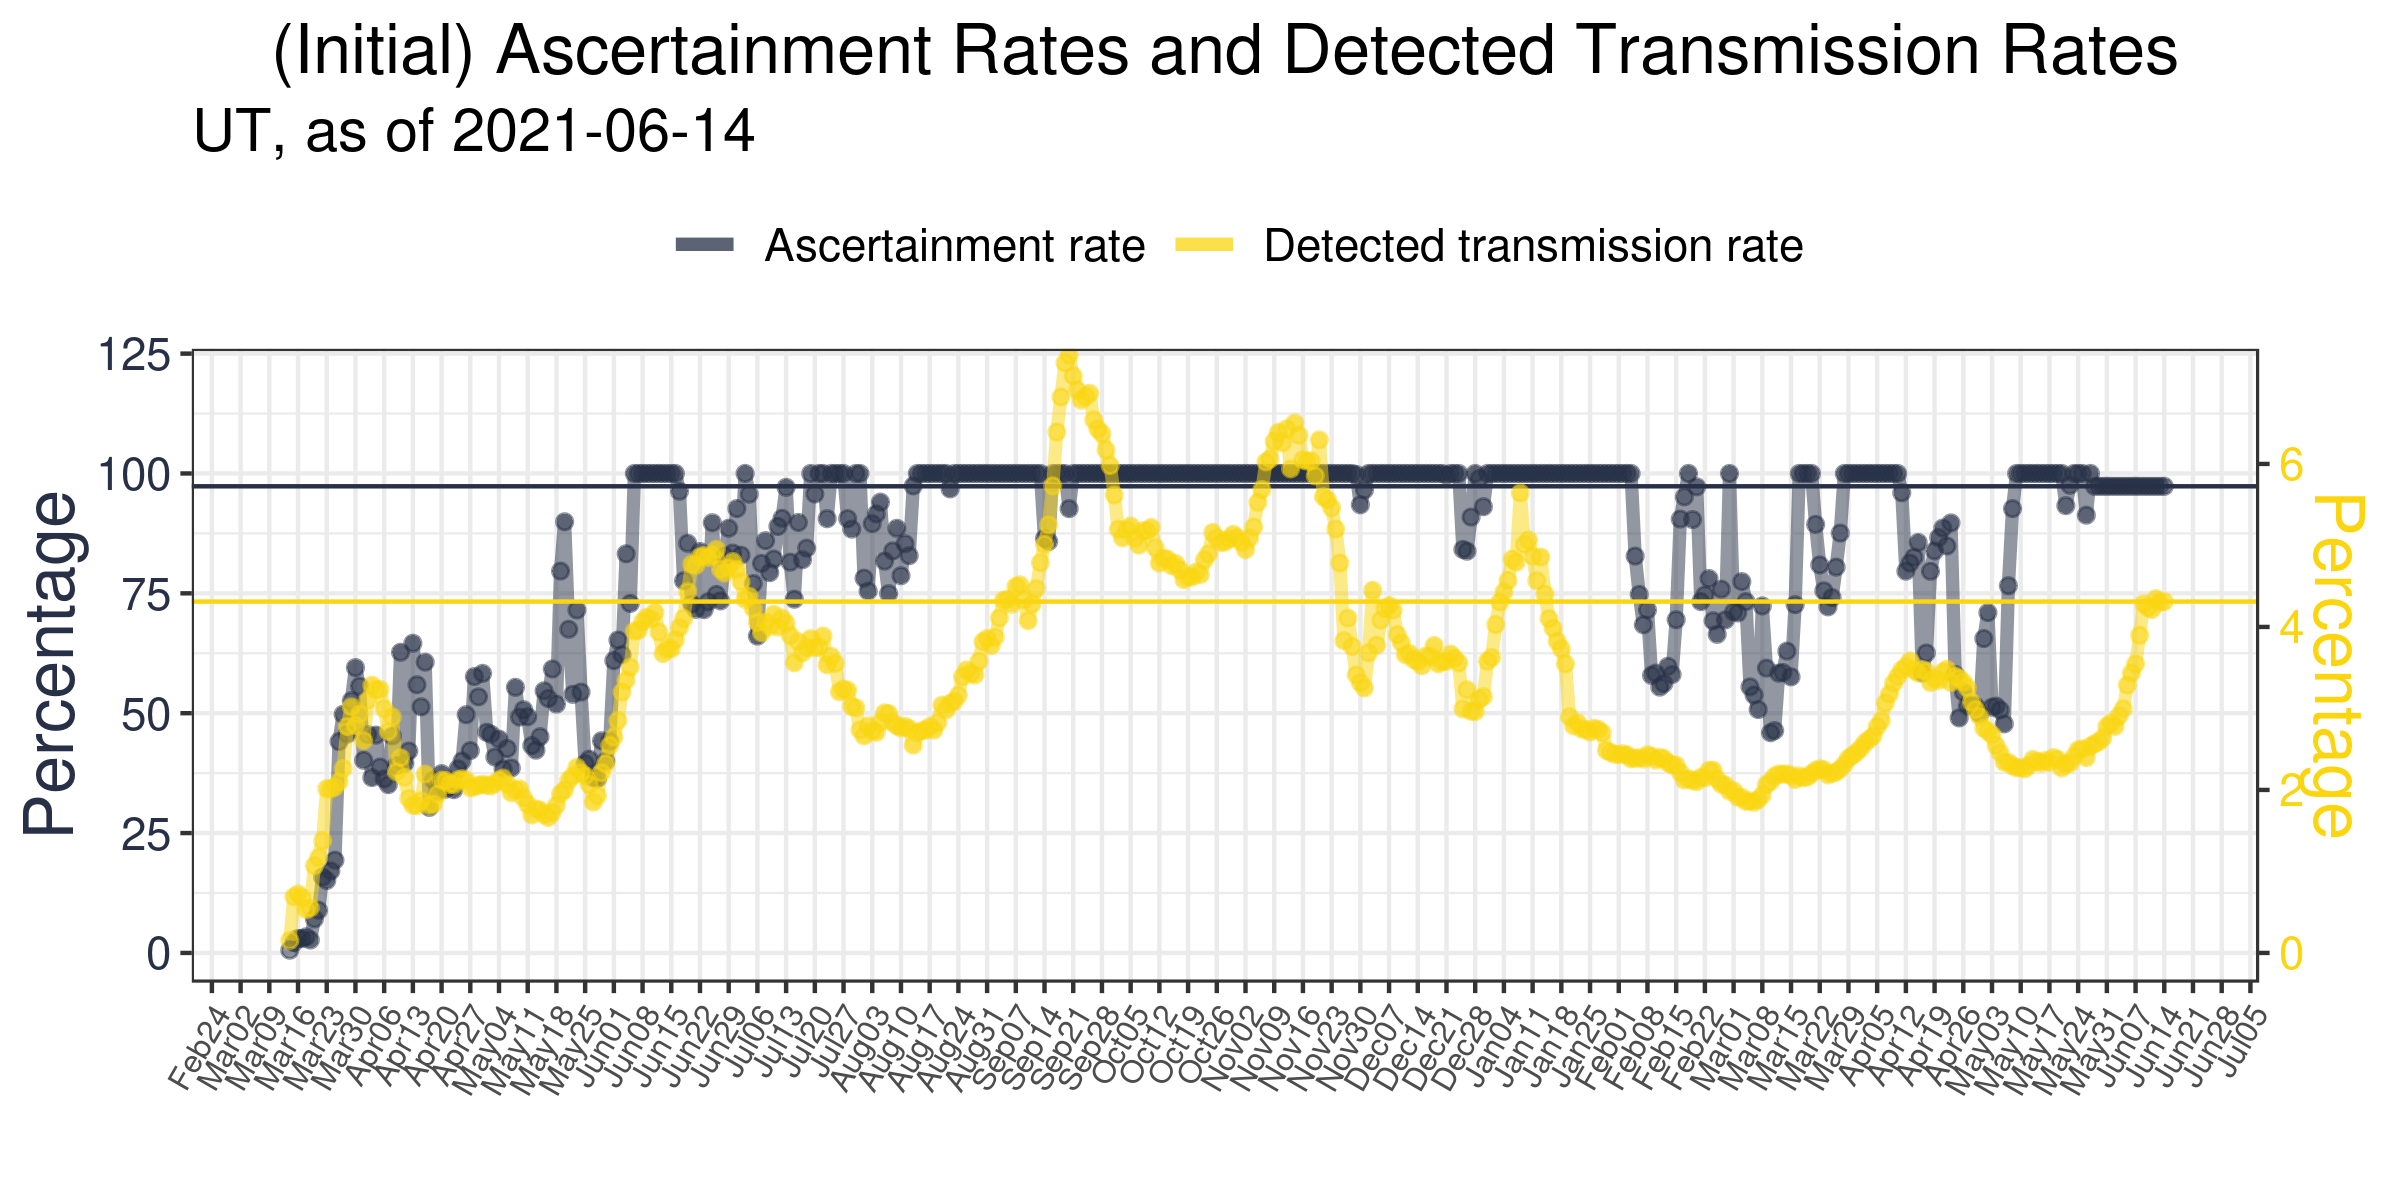 (Initial) Ascertainment Rates and Detected Transmission Rates
UT, as of 2021-06-14
Ascertainment rate
Detected transmission rate
Percentage
125
100
75
50
25
0
6
4
2
0
Percentage
Feb24
Mar02
Mar09
Mar16
Mar23
Mar30
Apr06
Apr13
Apr20
Apr27
May04
May11
May18
May25
Jun01
Jun08
Jun15
Jun22
Jun29
Jul06
Jul13
Jul20
Jul27
Aug03
Aug10
Aug17
Aug24
Aug31
Sep07
Sep14
Sep21
Sep28
Oct05
Oct12
Oct19
Oct26
Nov02
Nov09
Nov16
Nov23
Nov30
Dec07
Dec14
Dec21
Dec28
Jan04
Jan11
Jan18
Jan25
Feb01
Feb08
Feb15
Feb22
Mar01
Mar08
Mar15
Mar22
Mar29
Apr05
Apr12
Apr19
Apr26
May03
May10
May17
May24
May31
Jun07
Jun14
Jun21
Jun28
Jul05